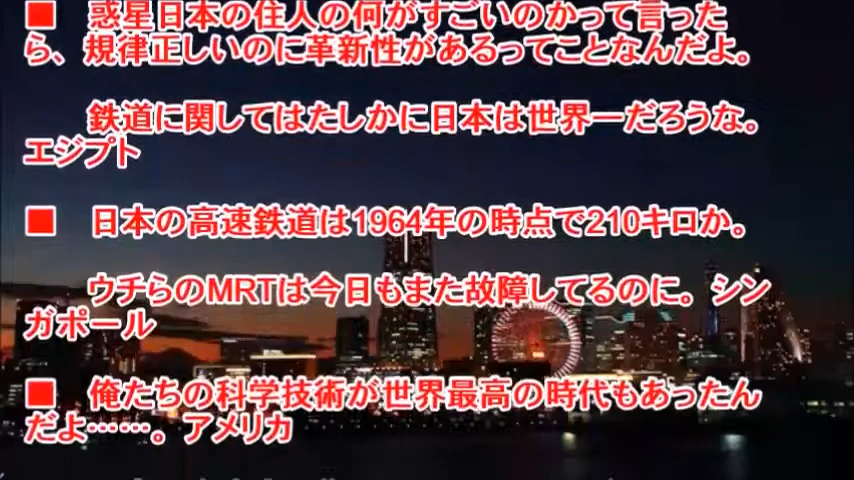 ■　惑星日本の住人の何がすごいのかって言った
ら、規律正しいのに革新性があるってことなんだよ。
鉄道に関してはたしかに日本は世界一だろうな。
エジプト
■　日本の高速鉄道は1964年の時点で210キロか。
ウチらのMRTは今日もまた故障してるのに。シン
ガポール
■　俺たちの科学技術が世界最高の時代もあったん
だよ……。アメリカ